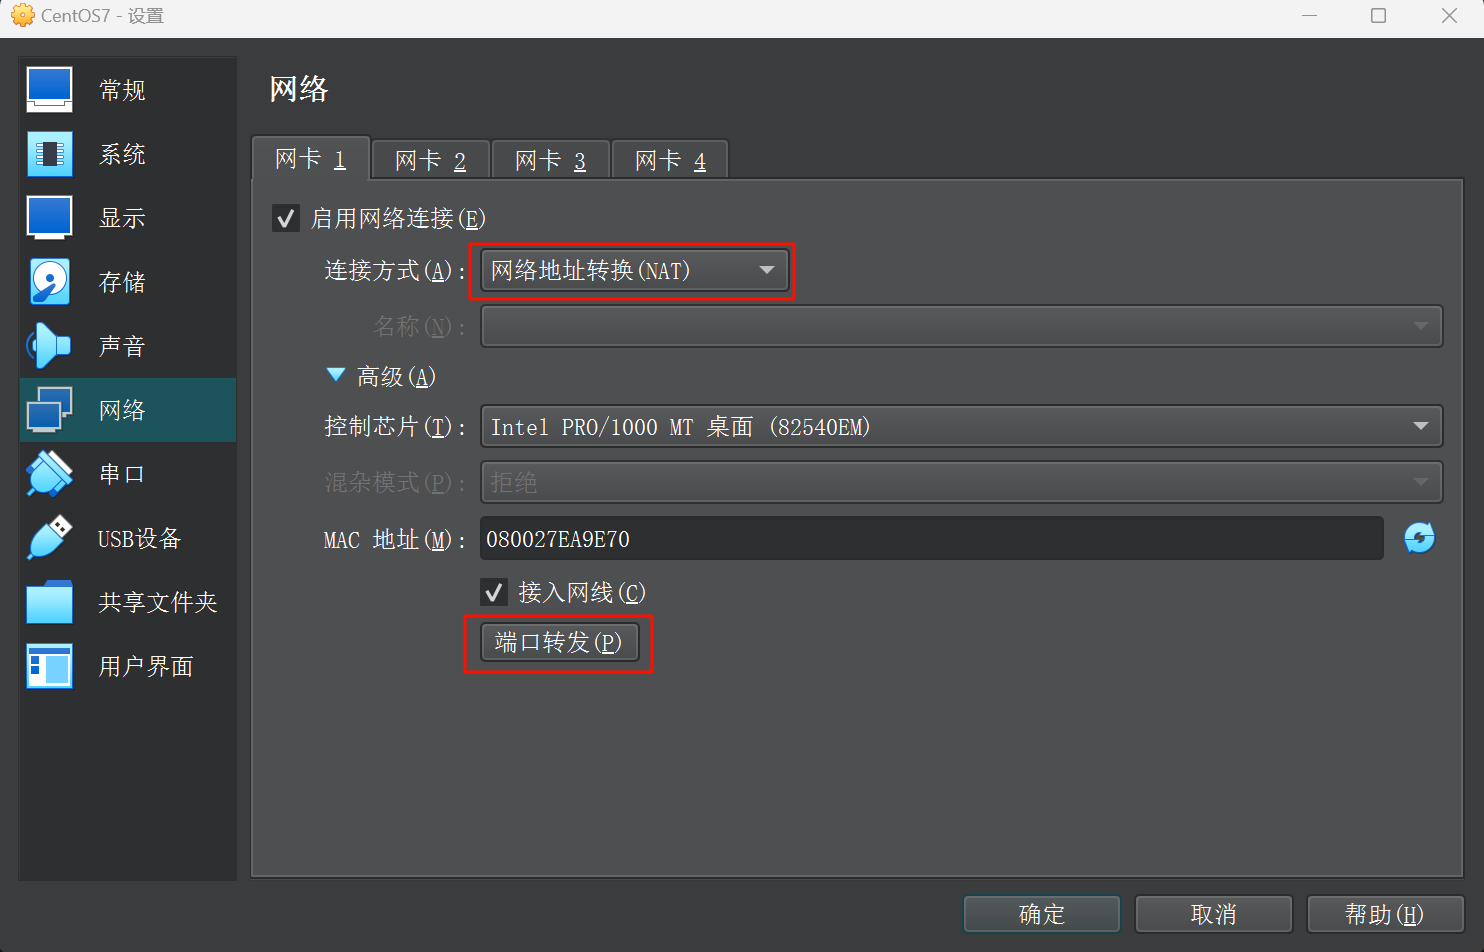 CentOS7 - 设置
常规
系统
显示
存储
声音
网络
串口
USB设备
共享文件夹
用户界面
网络
网卡 1 网卡 2 网卡 3 网卡 4
启用网络连接(E)
连接方式(A): 网络地址转换(NAT)
名称(N):
高级(A)
控制芯片(T): Intel PRO/1000 MT 桌面 (82540EM)
混杂模式(P): 拒绝
MAC 地址(M): 080027EA9E70
接入网线(C)
端口转发(P)
确定 取消 帮助(H)